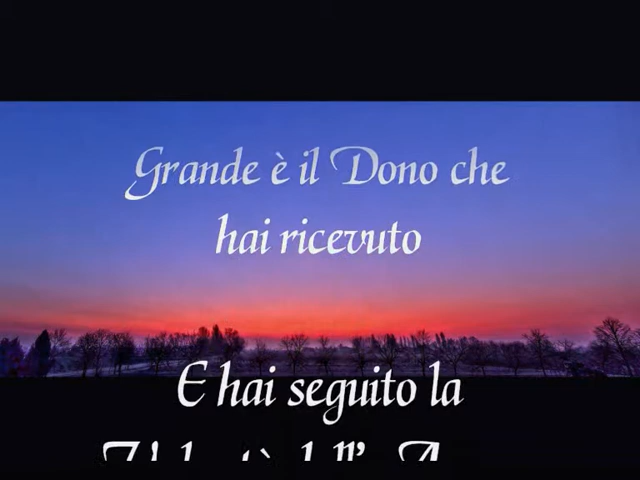 Grande è il Dono che
hai ricevuto
E hai seguito la